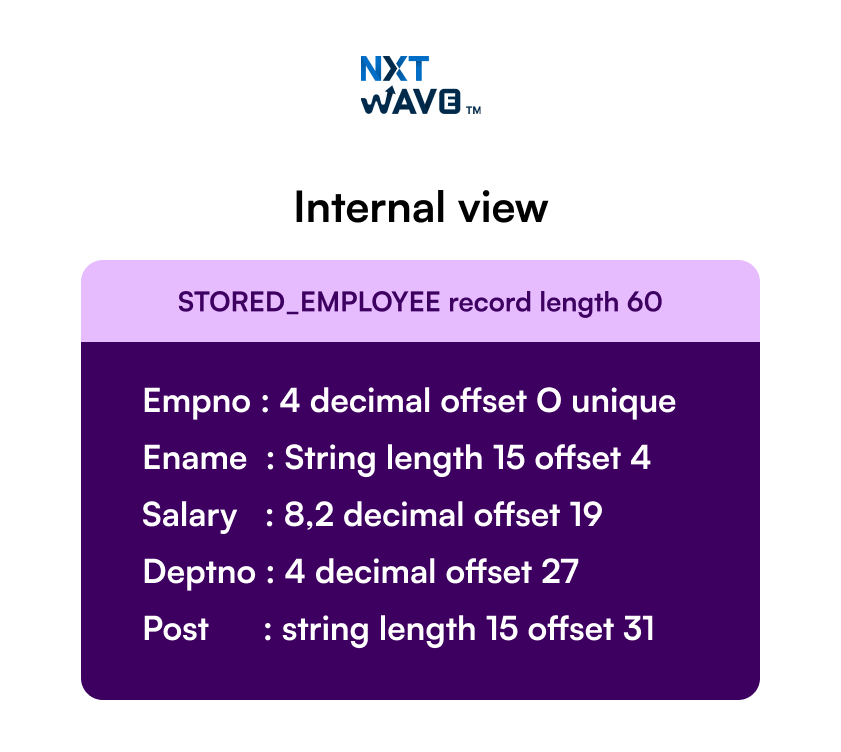 NXT
WAVE TM
Internal view
STORED_EMPLOYEE record length 60
Empno : 4 decimal offset O unique
Ename : String length 15 offset 4
Salary : 8,2 decimal offset 19
Deptno : 4 decimal offset 27
Post : string length 15 offset 31